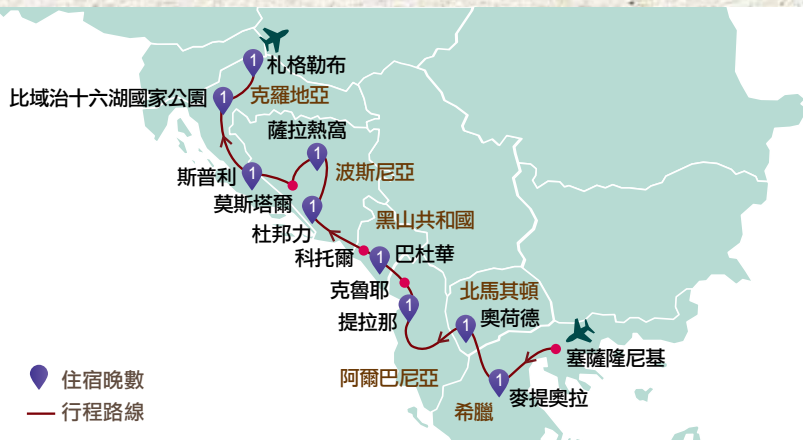 1
札格勒布
比域治十六湖國家公園
1
克羅地亞
薩拉熱窩
1
波斯尼亞
斯普利
1
莫斯塔爾
1
杜邦力
黑山共和國
科托爾
1
巴杜華
克魯耶
北馬其頓
1
提拉那
1
奧荷德
塞薩隆尼基
阿爾巴尼亞
1
麥提奧拉
希臘
住宿晚數
行程路線